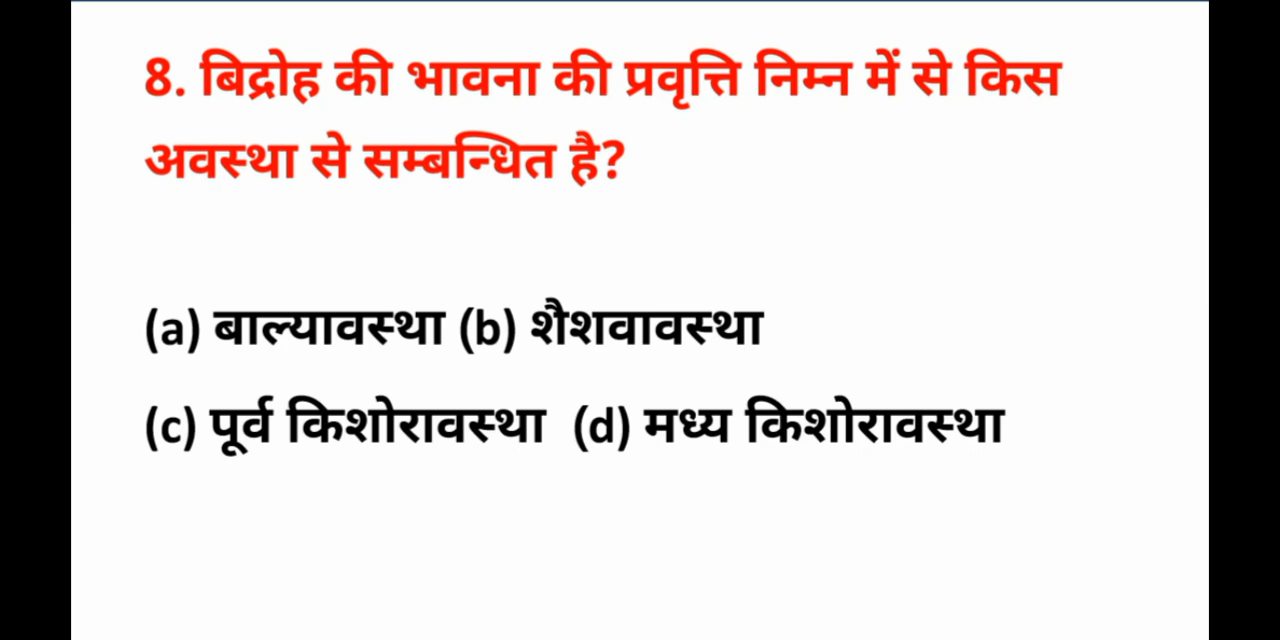 8. बिद्रोह की भावना की प्रवृत्ति निम्न में से किस
अवस्था से सम्बन्धित है?
(a) बाल्यावस्था (b) शैशवावस्था
(c) पूर्व किशोरावस्था (d) मध्य किशोरावस्था